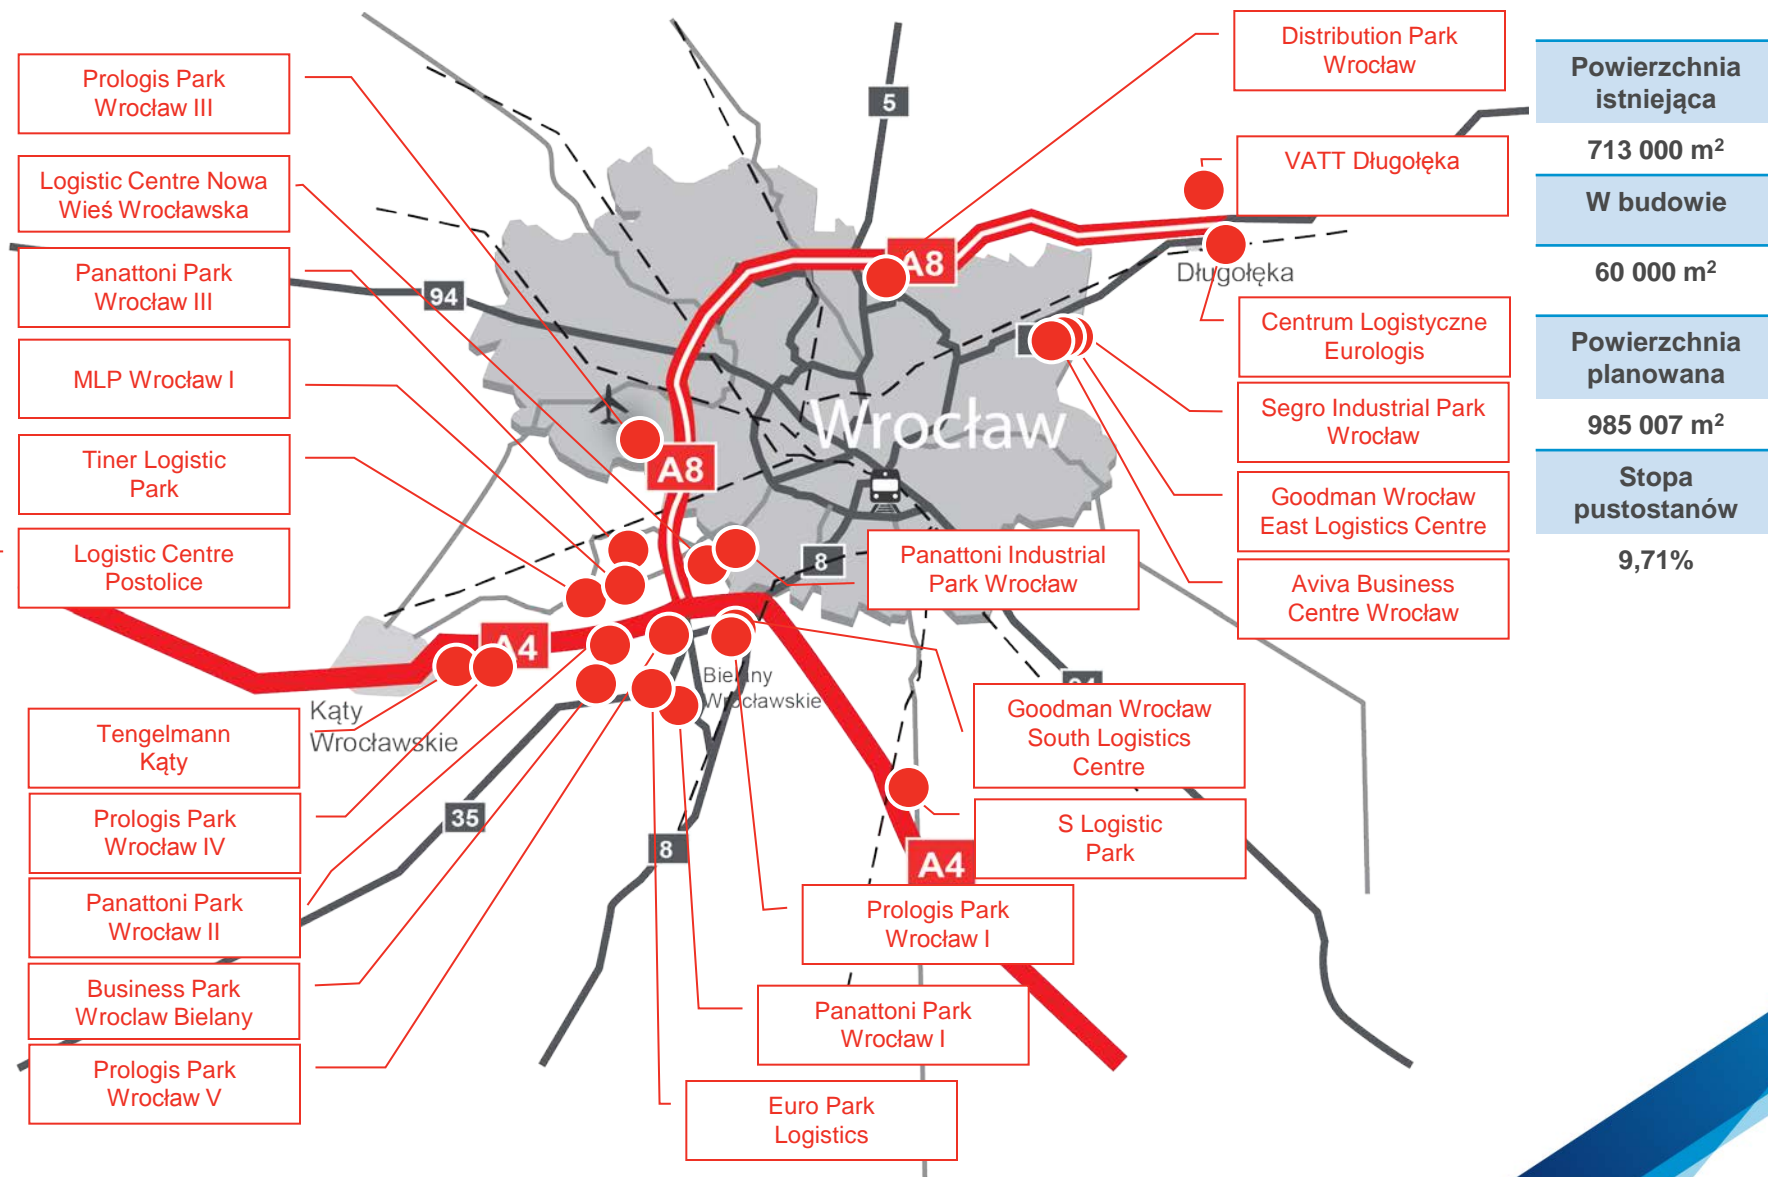 Prologis Park
Wrocław III
Logistic Centre Nowa
Wieś Wrocławska
Panattoni Park
Wrocław III
MLP Wrocław I
Tiner Logistic
Park
Logistic Centre
Postolice
Tengelmann
Kąty
Prologis Park
Wrocław IV
Panattoni Park
Wrocław II
Business Park
Wroclaw Bielany
Prologis Park
Wrocław V
5
94
A8
A8
Wrocław
Długołęka
8
A4
Kąty
Wrocławskie
Bielany
Wrocławskie
35
8
A4
Panattoni Industrial
Park Wrocław
Goodman Wrocław
South Logistics
Centre
S Logistic
Park
Prologis Park
Wrocław I
Panattoni Park
Wrocław I
Euro Park
Logistics
Distribution Park
Wrocław
VATT Długołęka
Centrum Logistyczne
Eurologis
Segro Industrial Park
Wrocław
Goodman Wrocław
East Logistics Centre
Aviva Business
Centre Wrocław
Powierzchnia
istniejąca
713 000 m²
W budowie
60 000 m²
Powierzchnia
planowana
985 007 m²
Stopa
pustostanów
9,71%